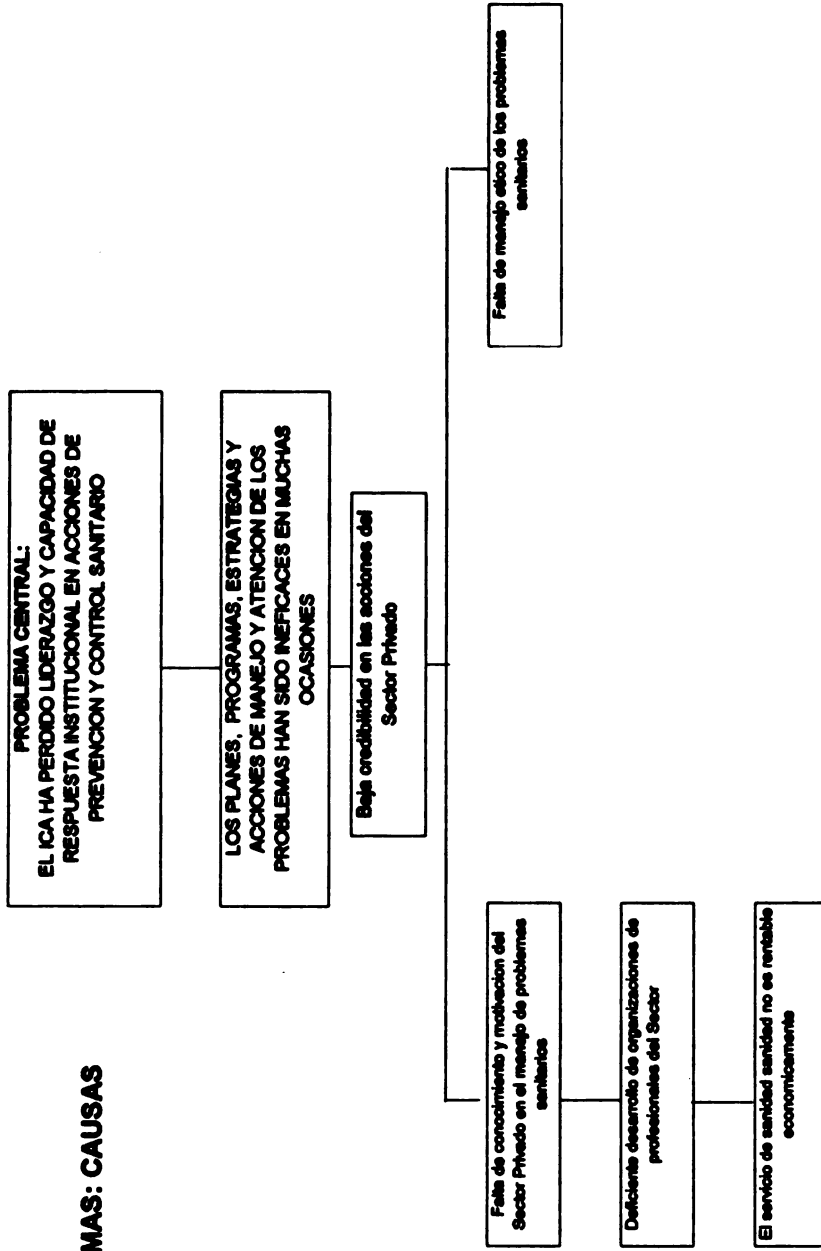 MAS: CAUSAS
PROBLEMA CENTRAL:
EL ICA HA PERDIDO LIDERAZGO Y CAPACIDAD DE
RESPUESTA INSTITUCIONAL EN ACCIONES DE
PREVENCION Y CONTROL SANITARIO
LOS PLANES, PROGRAMAS, ESTRATEGIAS Y
ACCIONES DE MANEJO Y ATENCION DE LOS
PROBLEMAS HAN SIDO INEFICACES EN MUCHAS
OCASIONES
Baja credibilidad en las acciones del
Sector Privado
Falta de conocimiento y motivacion del
Sector Privado en el manejo de problemas
sanitarios
Deficiente desarrollo de organizaciones de
profesionales del Sector
El servicio de sanidad sanidad no es rentable
economicamente
Falta de manejo etico de los problemas
sanitarios